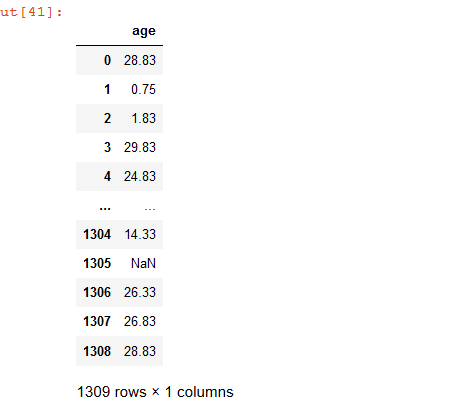 ut[41]:
age
0 28.83
1 0.75
2 1.83
3 29.83
4 24.83
... ...
1304 14.33
1305 NaN
1306 26.33
1307 26.83
1308 28.83
1309 rows × 1 columns